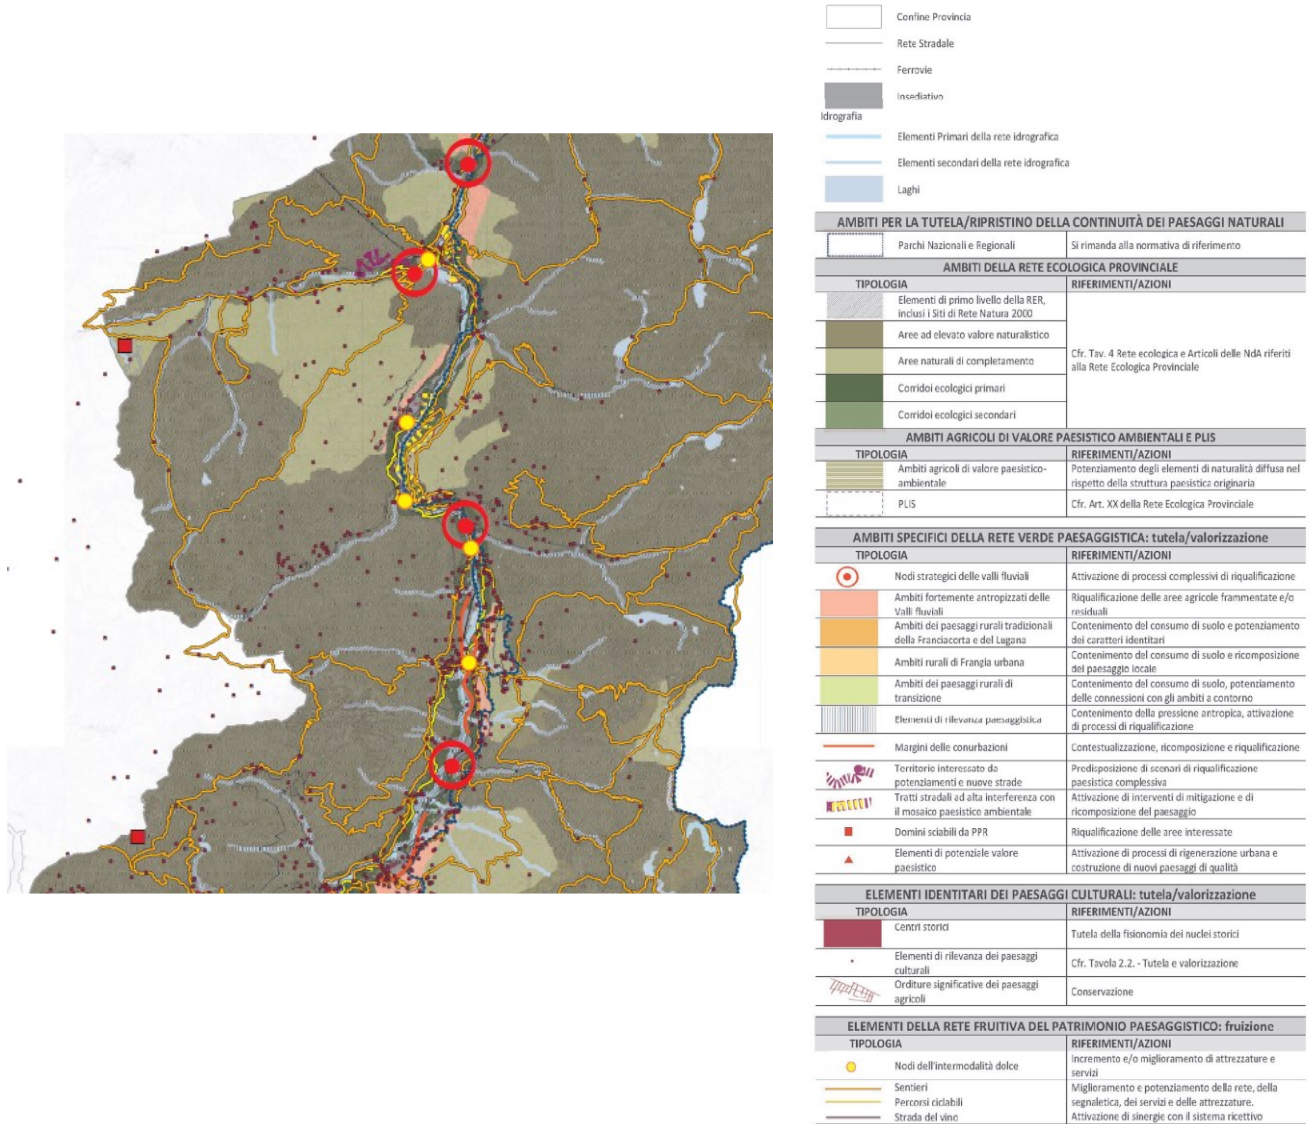 Confine Provincia
Rete Stradale
Ferrovie
Insediativo
Idrografia
Elementi Primari della rete idrografica
Elementi secondari della rete idrografica
Laghi
AMBITI PER LA TUTELA/RIPRISTINO DELLA CONTINUITÀ DEI PAESAGGI NATURALI
Parchi Nazionali e Regionali Si rimanda alla normativa di riferimento
AMBITI DELLA RETE ECOLOGICA PROVINCIALE
TIPOLOGIA RIFERIMENTI/AZIONI
Elementi di primo livello della RER,
inclusi i Siti di Rete Natura 2000
Aree ad elevato valore naturalistico
Aree naturali di completamento
Cfr. Tav. 4 Rete ecologica e Articoli delle NdA riferiti
alla Rete Ecologica Provinciale
Corridoi ecologici primari
Corridoi ecologici secondari
AMBITI AGRICOLI DI VALORE PAESISTICO AMBIENTALI E PLIS
TIPOLOGIA RIFERIMENTI/AZIONI
Ambiti agricoli di valore paesistico- Potenziamento degli elementi di naturalità diffusa nel
ambientale rispetto della struttura paesistica originaria
PLIS Cfr. Art. XX della Rete Ecologica Provinciale
AMBITI SPECIFICI DELLA RETE VERDE PAESAGGISTICA: tutela/valorizzazione
TIPOLOGIA RIFERIMENTI/AZIONI
Nodi strategici delle valli fluviali Attivazione di processi complessivi di riqualificazione
Ambiti fortemente antropizzati delle Riqualificazione delle aree agricole frammentate e/o
Valli fluviali residuali
Ambiti dei paesaggi rurali tradizionali Contenimento del consumo di suolo e potenziamento
della Franciacorta e del Lugana dei caratteri identitari
Ambiti rurali di Frangia urbana Contenimento del consumo di suolo e ricomposizione
del paesaggio locale
Ambiti dei paesaggi rurali di Contenimento del consumo di suolo, potenziamento
transizione delle connessioni con gli ambiti a contorno
Elementi di rilevanza paesaggistica Contenimento della pressione antropica, attivazione
di processi di riqualificazione
Margini delle conurbazioni Contestualizzazione, ricomposizione e riqualificazione
Territorio interessato da Predisposizione di scenari di riqualificazione
potenziamenti e nuove strade paesistica complessiva
Tratti stradali ad alta interferenza con Attivazione di interventi di mitigazione e di
il mosaico paesistico ambientale ricomposizione del paesaggio
Domini sciabili da PPR Riqualificazione delle aree interessate
Elementi di potenziale valore Attivazione di processi di rigenerazione urbana e
paesistico costruzione di nuovi paesaggi di qualità
ELEMENTI IDENTITARI DEI PAESAGGI CULTURALI: tutela/valorizzazione
TIPOLOGIA RIFERIMENTI/AZIONI
Centri storici Tutela della fisionomia dei nuclei storici
Elementi di rilevanza dei paesaggi Cfr. Tavola 2.2. - Tutela e valorizzazione
culturali
Orditure significative dei paesaggi Conservazione
agricoli
ELEMENTI DELLA RETE FRUITIVA DEL PATRIMONIO PAESAGGISTICO: fruizione
TIPOLOGIA RIFERIMENTI/AZIONI
Nodi dell'intermodalità dolce Incremento e/o miglioramento di attrezzature e
servizi
Sentieri Miglioramento e potenziamento della rete, della
Percorsi ciclabili segnaletica, dei servizi e delle attrezzature.
Strada del vino Attivazione di sinergie con il sistema ricettivo